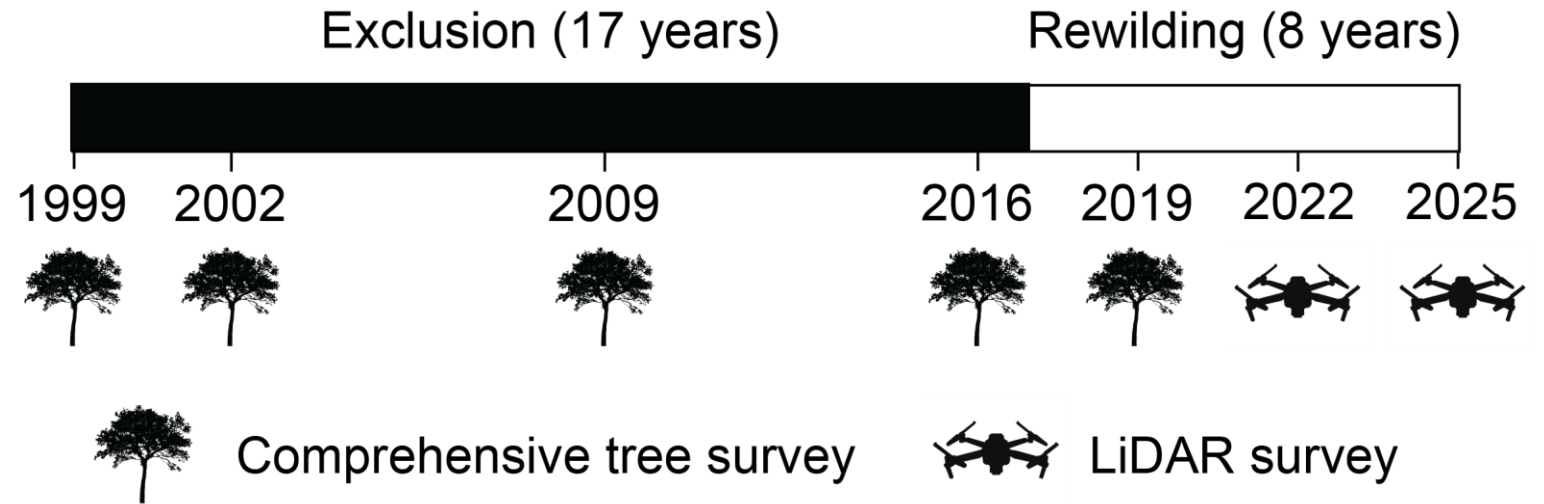 Exclusion (17 years) Rewilding (8 years)
1999 2002 2009 2016 2019 2022 2025
Comprehensive tree survey LiDAR survey